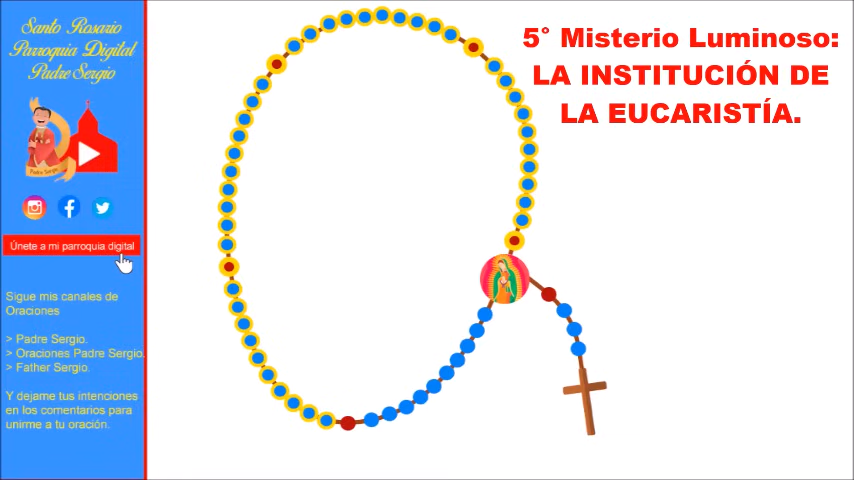 Santo Rosario
Parroquia Digital
Padre Sergio
Padre Sergio
Únete a mi parroquia digital
Sigue mis canales de
Oraciones
> Padre Sergio.
> Oraciones Padre Sergio.
> Father Sergio.
Y dejame tus intenciones
en los comentarios para
unirme a tu oración.
5° Misterio Luminoso:
LA INSTITUCIÓN DE
LA EUCARISTÍA.